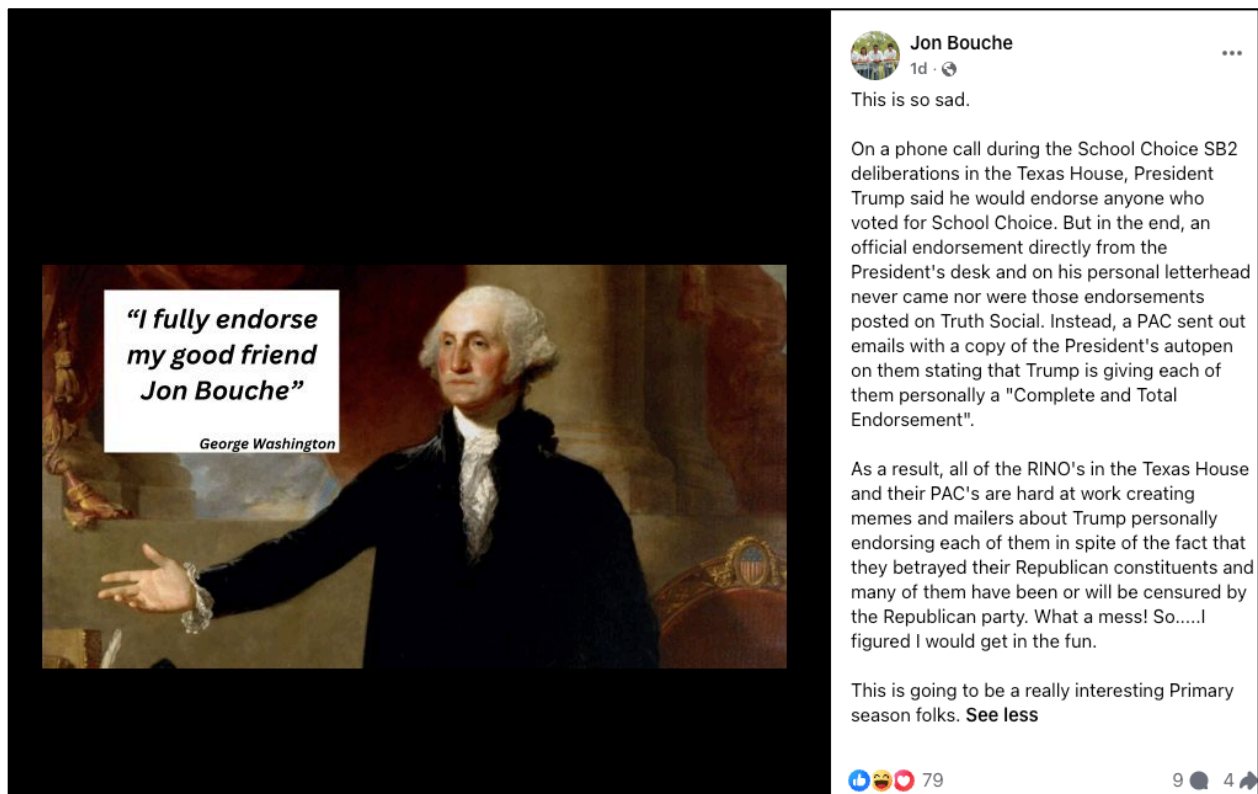 “I fully endorse
my good friend
Jon Bouche”
George Washington
Jon Bouche
1d ·
This is so sad.
On a phone call during the School Choice SB2
deliberations in the Texas House, President
Trump said he would endorse anyone who
voted for School Choice. But in the end, an
official endorsement directly from the
President's desk and on his personal letterhead
never came nor were those endorsements
posted on Truth Social. Instead, a PAC sent out
emails with a copy of the President's autopen
on them stating that Trump is giving each of
them personally a "Complete and Total
Endorsement".
As a result, all of the RINO's in the Texas House
and their PAC's are hard at work creating
memes and mailers about Trump personally
endorsing each of them in spite of the fact that
they betrayed their Republican constituents and
many of them have been or will be censured by
the Republican party. What a mess! So.....I
figured I would get in the fun.
This is going to be a really interesting Primary
season folks. See less
79 9 4